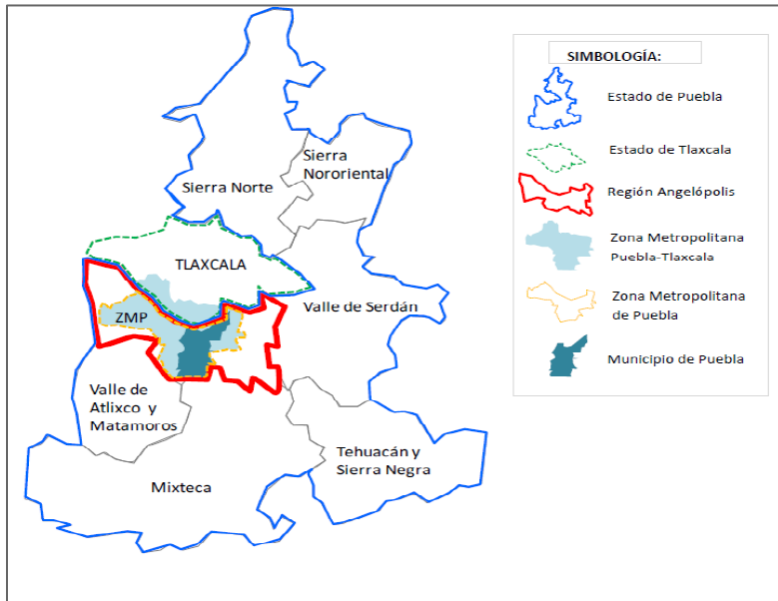 Sierra
Nororiental
Sierra Norte
TLAXCALA
Valle de Serdán
ZMP
Valle de
Atlixco y
Matamoros
Tehuacán y
Sierra Negra
Mixteca
SIMBOLOGÍA:
Estado de Puebla
Estado de Tlaxcala
Región Angelópolis
Zona Metropolitana
Puebla-Tlaxcala
Zona Metropolitana
de Puebla
Municipio de Puebla